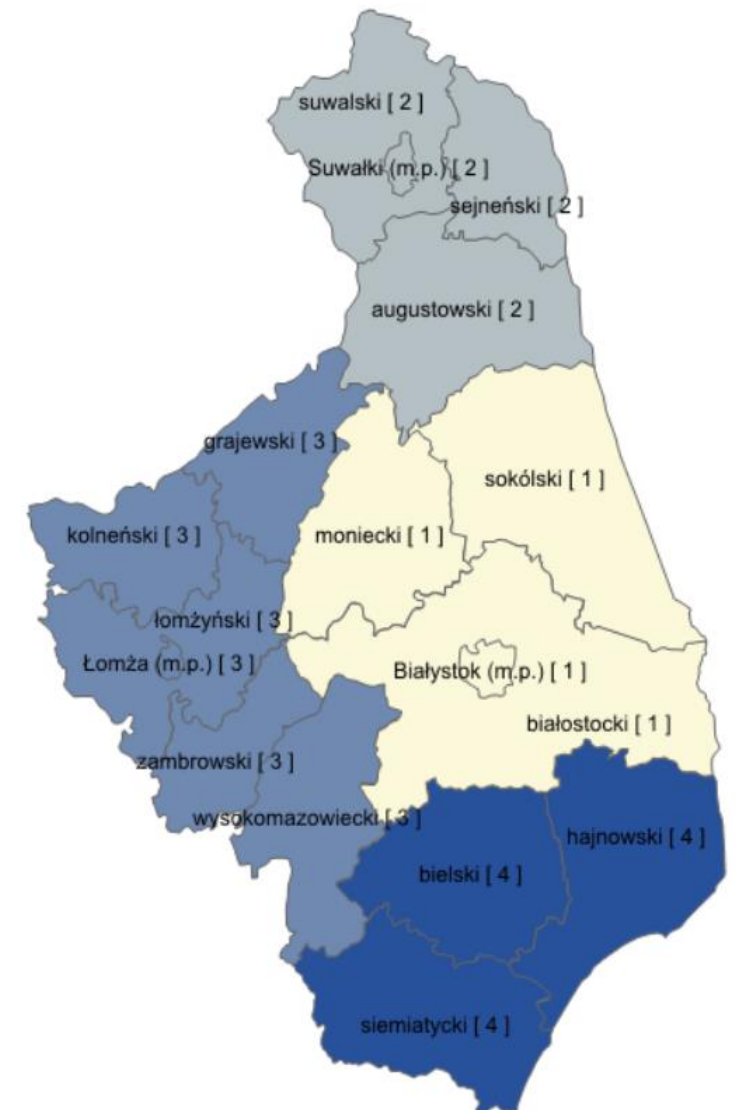 suwalski [ 2 ]
Suwałki (m.p.) [ 2 ]
sejneński [ 2 ]
augustowski [ 2 ]
grajewski [ 3 ]
sokólski [ 1 ]
kolneński [ 3 ]
moniecki [ 1 ]
łomżyński [ 3 ]
Łomża (m.p.) [ 3 ]
Białystok (m.p.) [ 1 ]
białostocki [ 1 ]
zambrowski [ 3 ]
wysokomazowiecki [ 3 ]
hajnowski [ 4 ]
bielski [ 4 ]
siemiatycki [ 4 ]